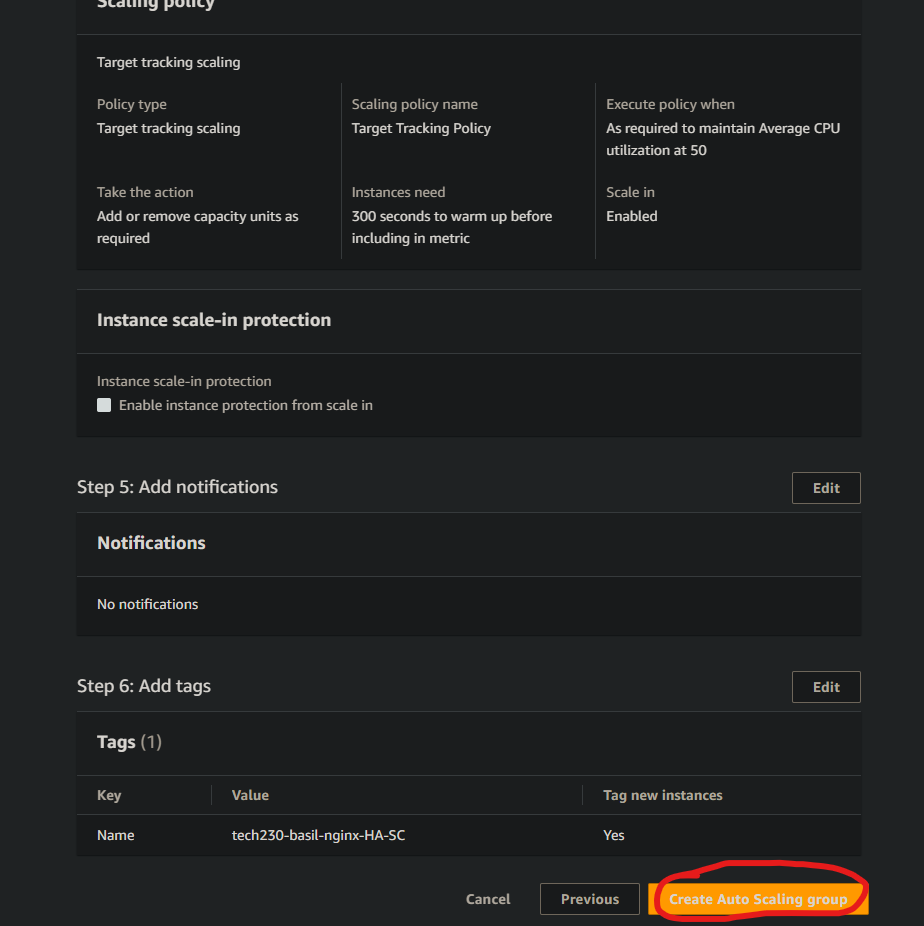 Scaling policy
Target tracking scaling
Policy type
Target tracking scaling
Scaling policy name
Target Tracking Policy
Execute policy when
As required to maintain Average CPU
utilization at 50
Take the action
Add or remove capacity units as
required
Instances need
300 seconds to warm up before
including in metric
Scale in
Enabled
Instance scale-in protection
Instance scale-in protection
Enable instance protection from scale in
Step 5: Add notifications
Edit
Notifications
No notifications
Step 6: Add tags
Edit
Tags (1)
Key Value Tag new instances
Name tech230-basil-nginx-HA-SC Yes
Cancel Previous Create Auto Scaling group